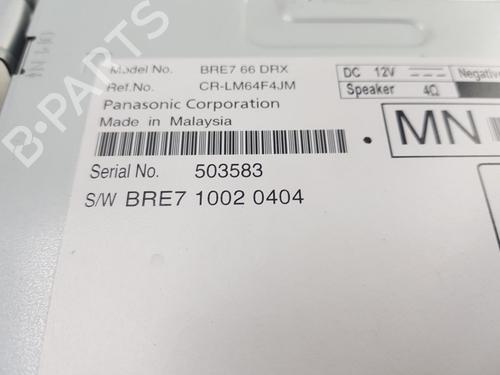 Model No. BRE7 66 DRX
Ref.No. CR-LM64F4JM
Panasonic Corporation
Made in Malaysia
Serial No. 503583
S/W BRE7 1002 0404
DC 12V Negative
Speaker 4Ω
MN
B-PARTS